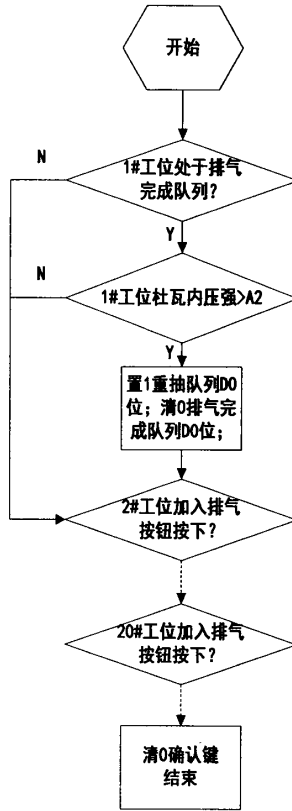 开始
N
1#工位处于排气
完成队列?
Y
N
1#工位杜瓦内压强>A2
Y
置1重抽队列D0
位；清0排气完
成队列D0位；
2#工位加入排气
按钮按下?
20#工位加入排气
按钮按下?
清0确认键
结束